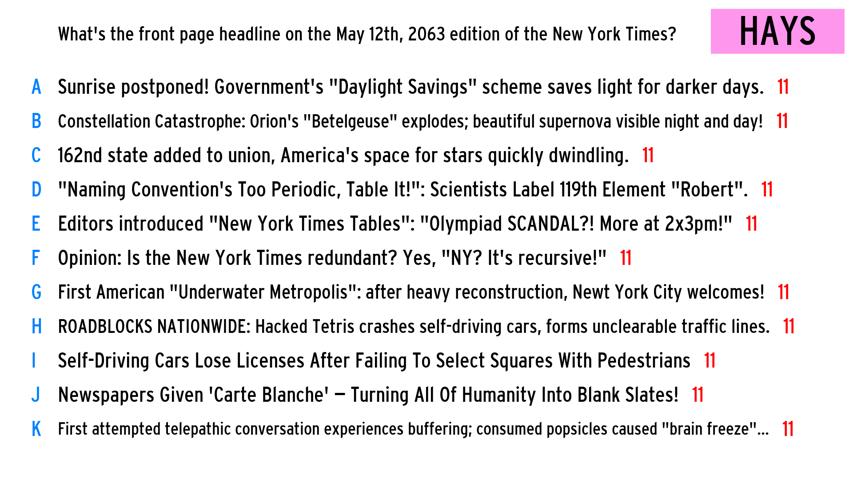 What's the front page headline on the May 12th, 2063 edition of the New York Times?
HAYS
A Sunrise postponed! Government's "Daylight Savings" scheme saves light for darker days. 11
B Constellation Catastrophe: Orion's "Betelgeuse" explodes; beautiful supernova visible night and day! 11
C 162nd state added to union, America's space for stars quickly dwindling. 11
D "Naming Convention's Too Periodic, Table It!": Scientists Label 119th Element "Robert". 11
E Editors introduced "New York Times Tables": "Olympiad SCANDAL?! More at 2x3pm!" 11
F Opinion: Is the New York Times redundant? Yes, "NY? It's recursive!" 11
G First American "Underwater Metropolis": after heavy reconstruction, Newt York City welcomes! 11
H ROADBLOCKS NATIONWIDE: Hacked Tetris crashes self-driving cars, forms unclearable traffic lines. 11
I Self-Driving Cars Lose Licenses After Failing To Select Squares With Pedestrians 11
J Newspapers Given 'Carte Blanche' – Turning All Of Humanity Into Blank Slates! 11
K First attempted telepathic conversation experiences buffering; consumed popsicles caused "brain freeze"... 11